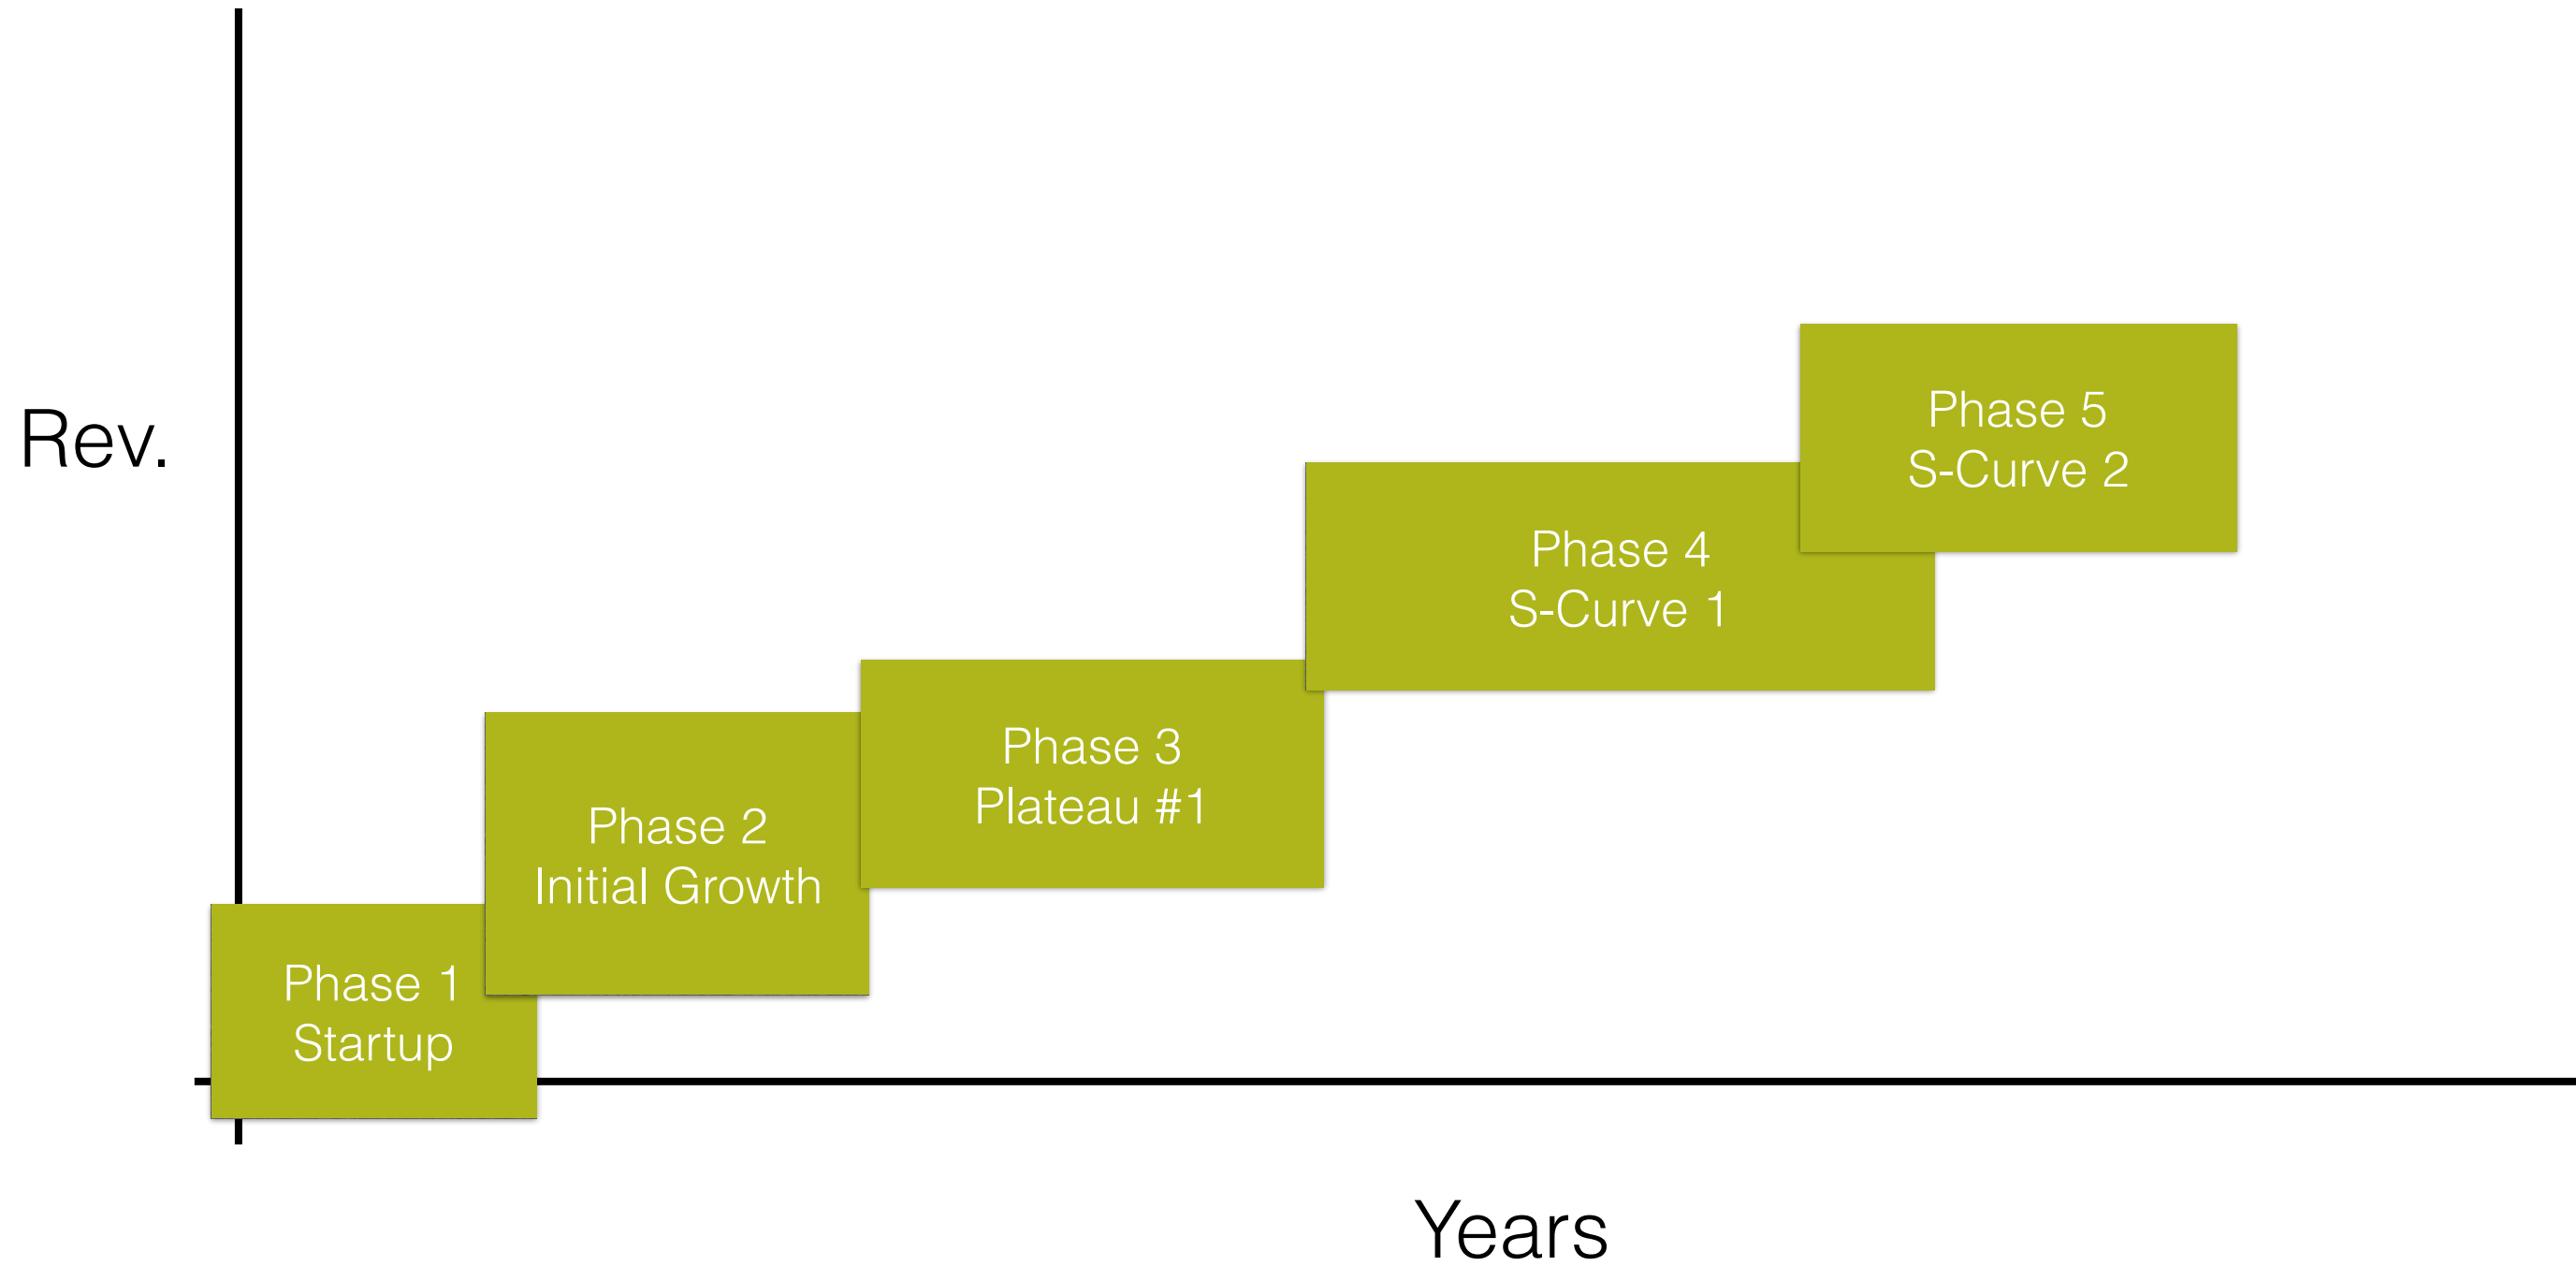 Rev.
Phase 5
S-Curve 2
Phase 4
S-Curve 1
Phase 3
Plateau #1
Phase 2
Initial Growth
Phase 1
Startup
Years